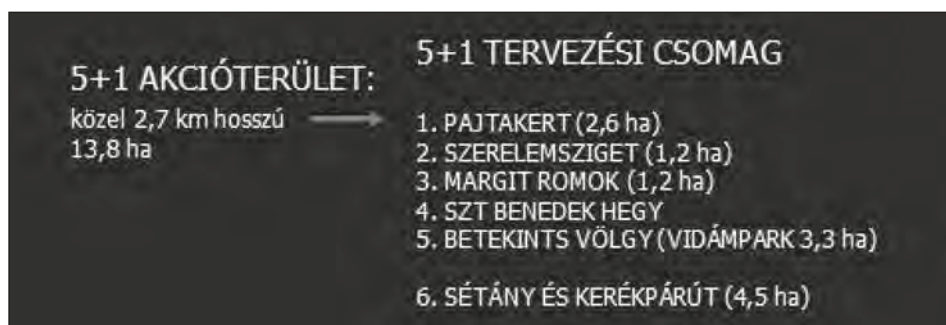 5+1 AKCIÓTERÜLET:
közel 2,7 km hosszú
13,8 ha
5+1 TERVEZÉSI CSOMAG
1. PAJTAKERT (2,6 ha)
2. SZERELEMSZIGET (1,2 ha)
3. MARGIT ROMOK (1,2 ha)
4. SZT BENEDEK HEGY
5. BETEKINTS VÖLGY (VIDÁMPARK 3,3 ha)
6. SÉTÁNY ÉS KERÉKPÁRÚT (4,5 ha)